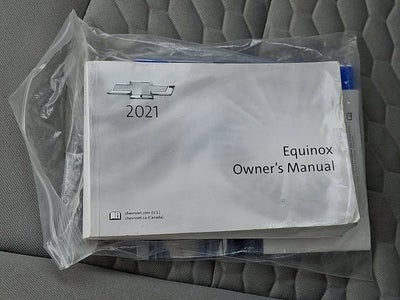 2021
Equinox
Owner's Manual
chevrolet.com (U.S.)
chevrolet.ca (Canada)